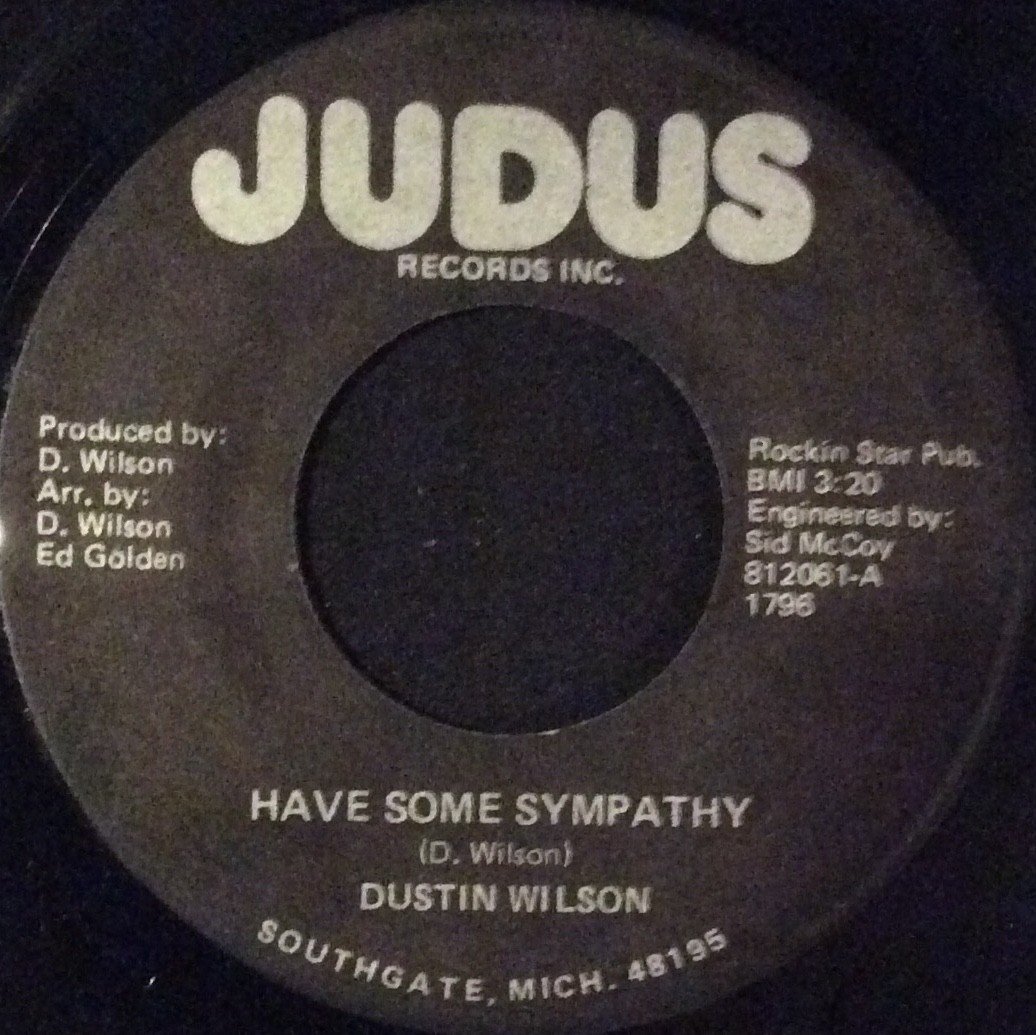 JUDUS
RECORDS INC.
Produced by:
D. Wilson
Arr. by:
D. Wilson
Ed Golden
Rockin Star Pub.
BMI 3:20
Engineered by:
Sid McCoy
812061-A
1796
HAVE SOME SYMPATHY
(D. Wilson)
DUSTIN WILSON
SOUTHGATE, MICH. 48195